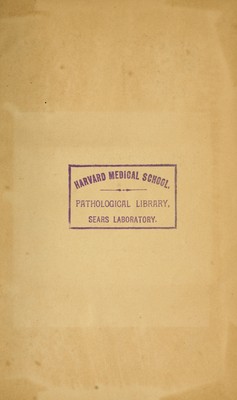 HARVARD MEDICAL SCHOOL.
PATHOLOGICAL LIBRARY,
SEARS LABORATORY.